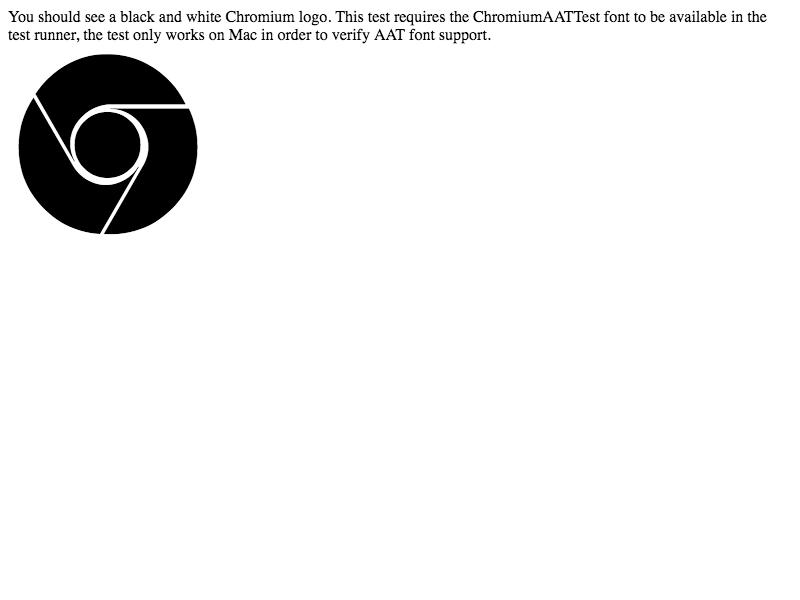 You should see a black and white Chromium logo. This test requires the ChromiumAATTest font to be available in the
test runner, the test only works on Mac in order to verify AAT font support.